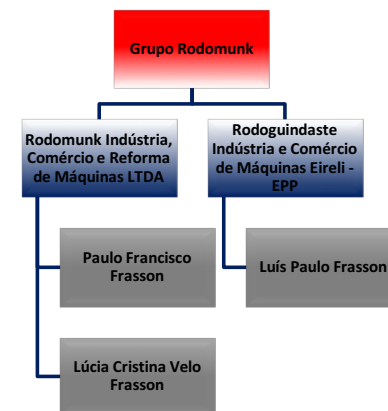 Grupo Rodomunk
Rodomunk Indústria,
Comércio e Reforma
de Máquinas LTDA
Rodoguindaste
Indústria e Comércio
de Máquinas Eireli -
EPP
Paulo Francisco
Frasson
Luís Paulo Frasson
Lúcia Cristina Velo
Frasson